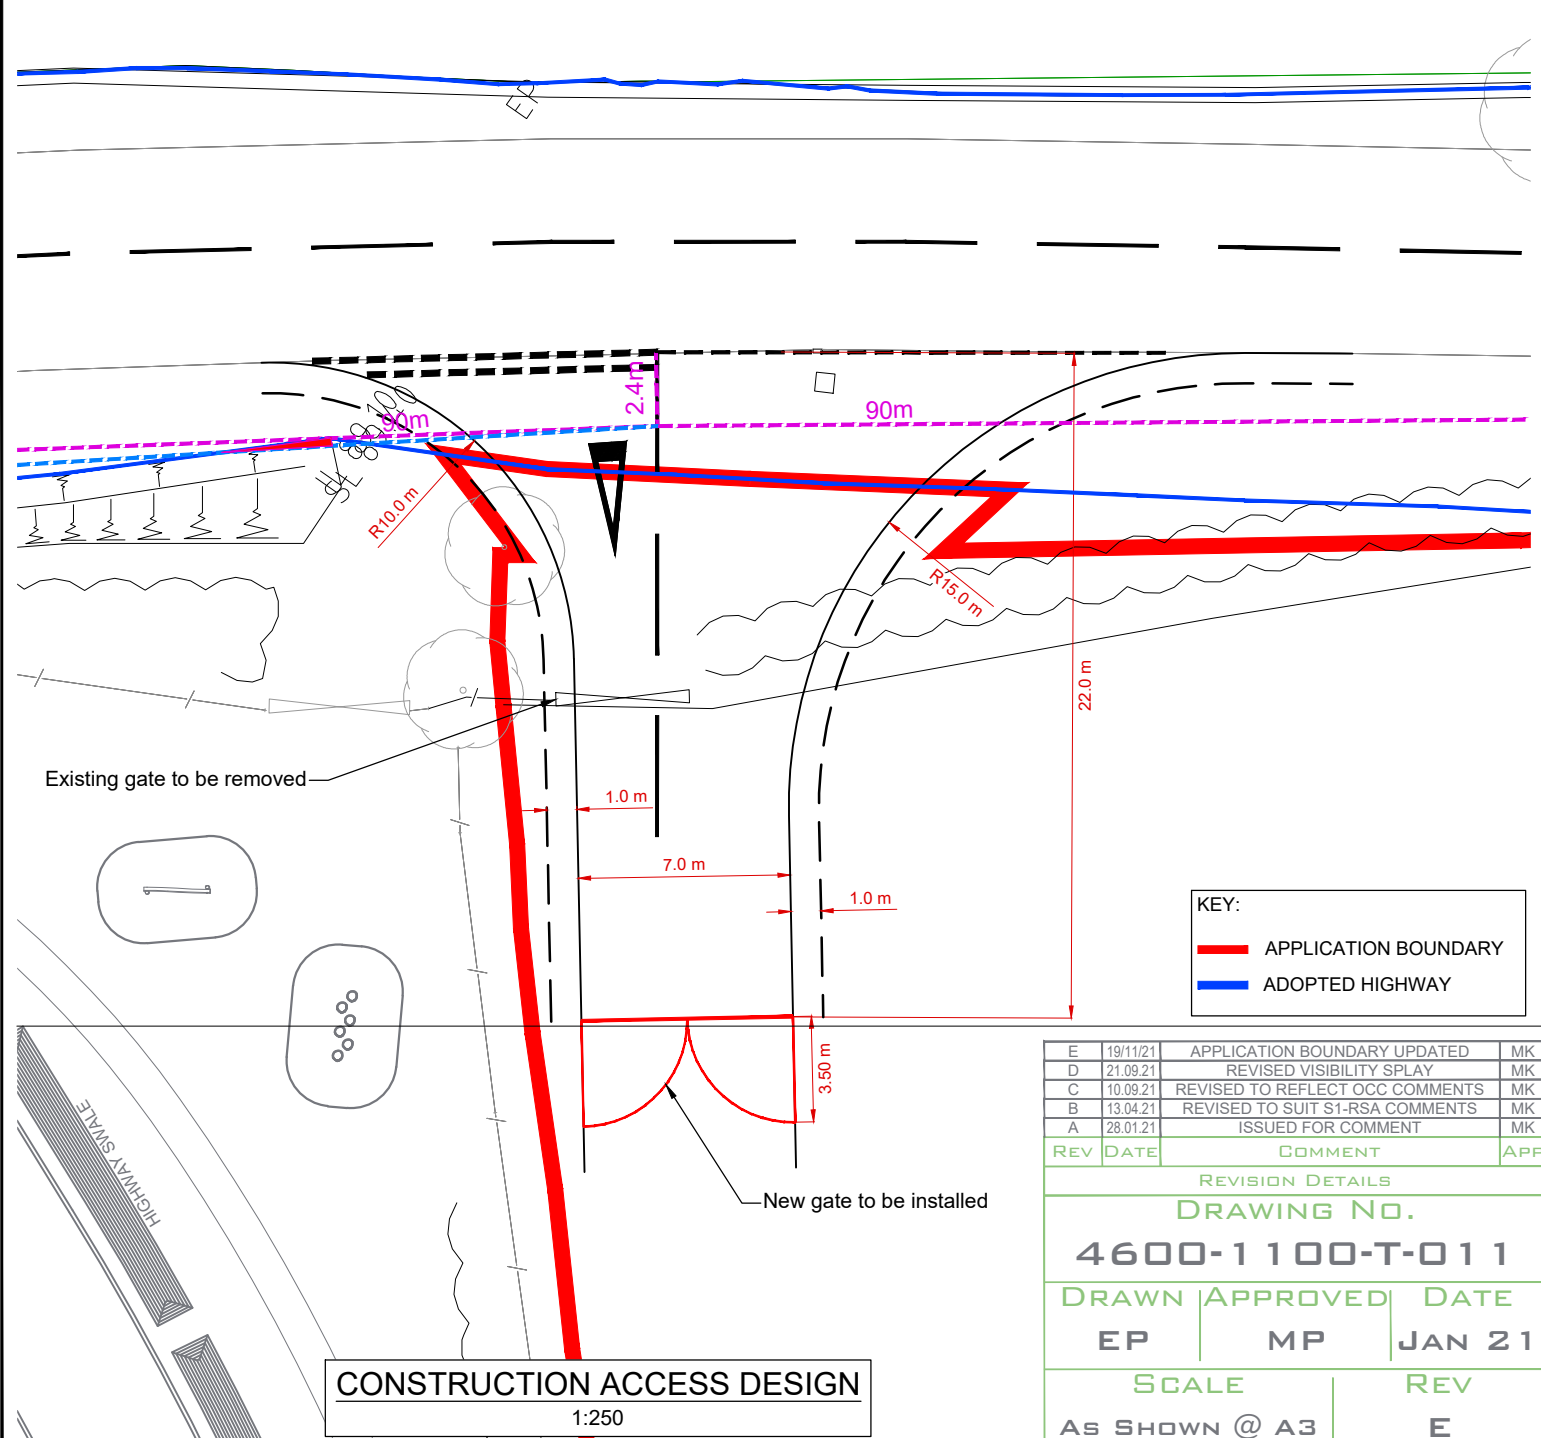 EP
2.4m
90m
90m
R10.0 m
R15.0 m
22.0 m
Existing gate to be removed
1.0 m
7.0 m
1.0 m
KEY:
APPLICATION BOUNDARY
ADOPTED HIGHWAY
3.50 m
HIGHWAY SWALE
New gate to be installed
E 19/11/21 APPLICATION BOUNDARY UPDATED MK
D 21.09.21 REVISED VISIBILITY SPLAY MK
C 10.09.21 REVISED TO REFLECT OCC COMMENTS MK
B 13.04.21 REVISED TO SUIT S1-RSA COMMENTS MK
A 28.01.21 ISSUED FOR COMMENT MK
REV DATE COMMENT APP
REVISION DETAILS
DRAWING NO.
4600-1100-T-011
DRAWN APPROVED DATE
EP MP JAN 21
SCALE REV
AS SHOWN @ A3 E
CONSTRUCTION ACCESS DESIGN
1:250